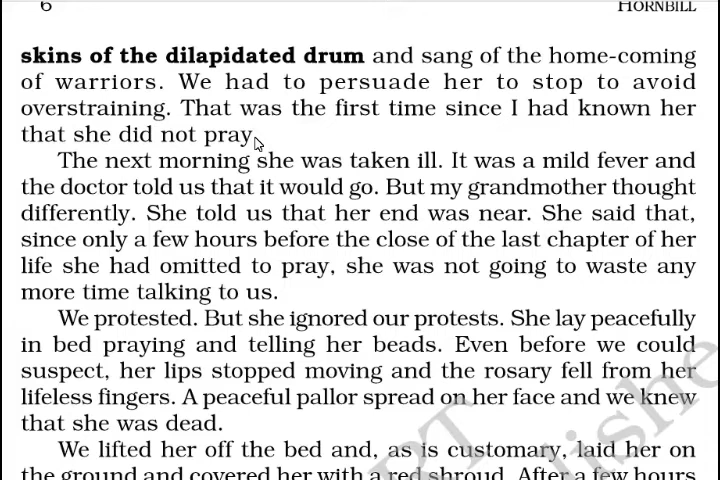 6 HORNBILL
skins of the dilapidated drum and sang of the home-coming
of warriors. We had to persuade her to stop to avoid
overstraining. That was the first time since I had known her
that she did not pray.
The next morning she was taken ill. It was a mild fever and
the doctor told us that it would go. But my grandmother thought
differently. She told us that her end was near. She said that,
since only a few hours before the close of the last chapter of her
life she had omitted to pray, she was not going to waste any
more time talking to us.
We protested. But she ignored our protests. She lay peacefully
in bed praying and telling her beads. Even before we could
suspect, her lips stopped moving and the rosary fell from her
lifeless fingers. A peaceful pallor spread on her face and we knew
that she was dead.
We lifted her off the bed and, as is customary, laid her on
the ground and covered her with a red shroud. After a few hours